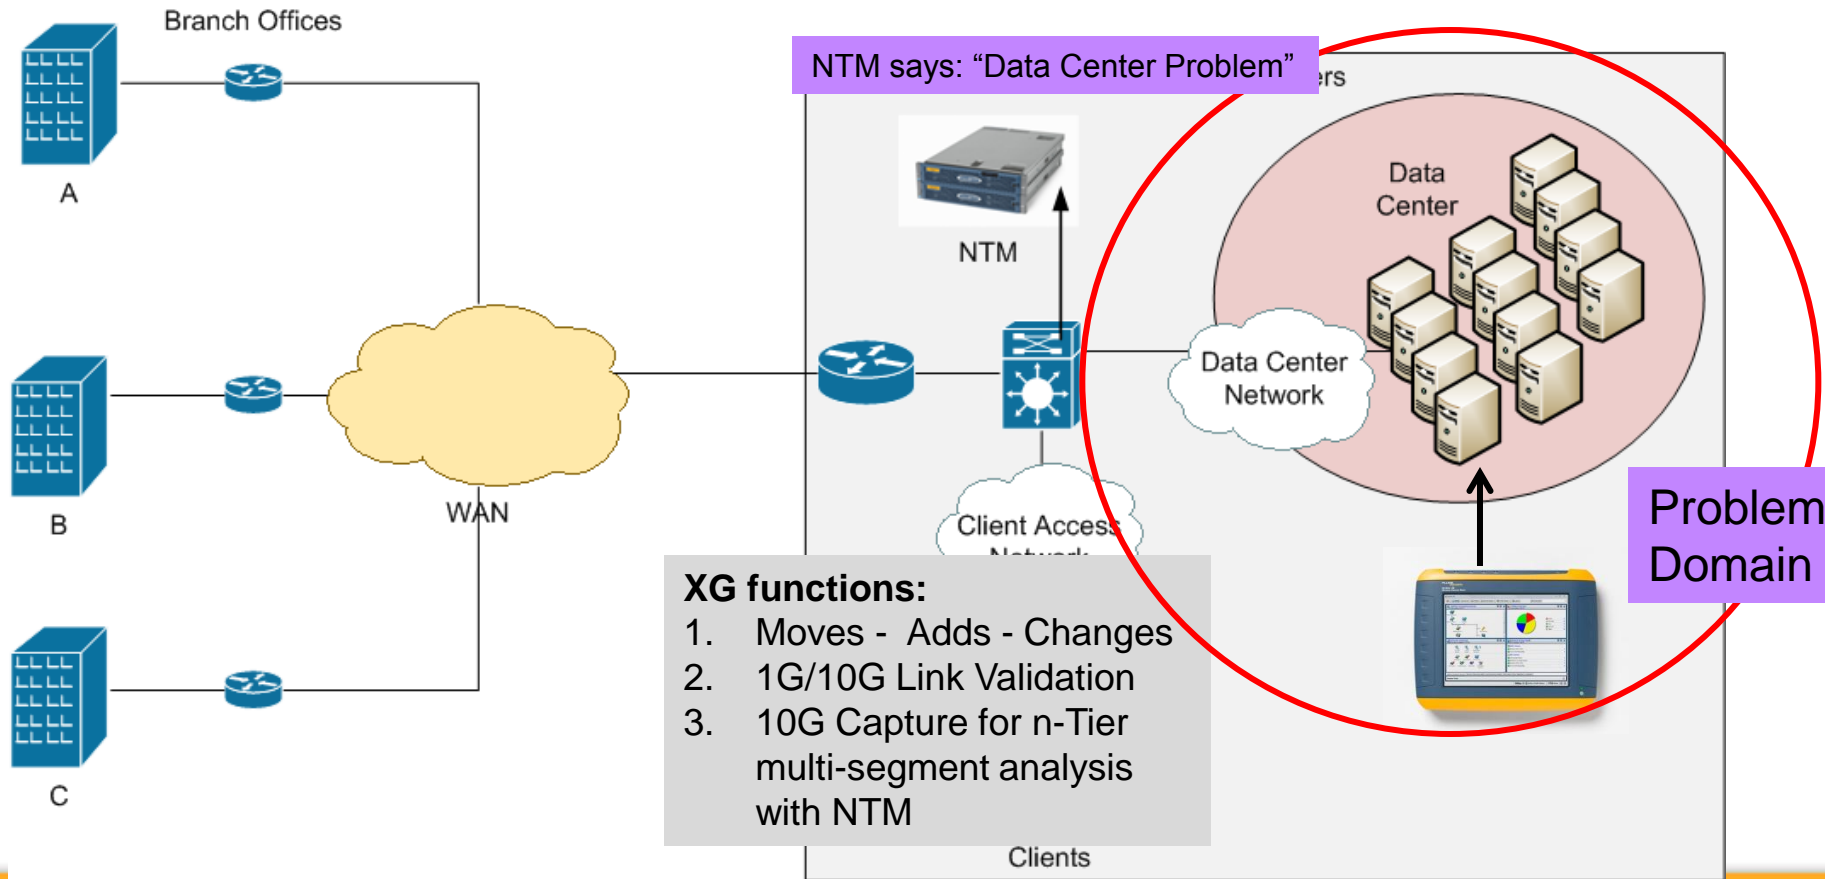 Branch Offices
NTM says: “Data Center Problem”
A
NTM
Data
Center
Data Center
Network
B
WAN
Client Access
Problem
Domain
XG functions:
1. Moves - Adds - Changes
2. 1G/10G Link Validation
3. 10G Capture for n-Tier
multi-segment analysis
with NTM
C
Clients